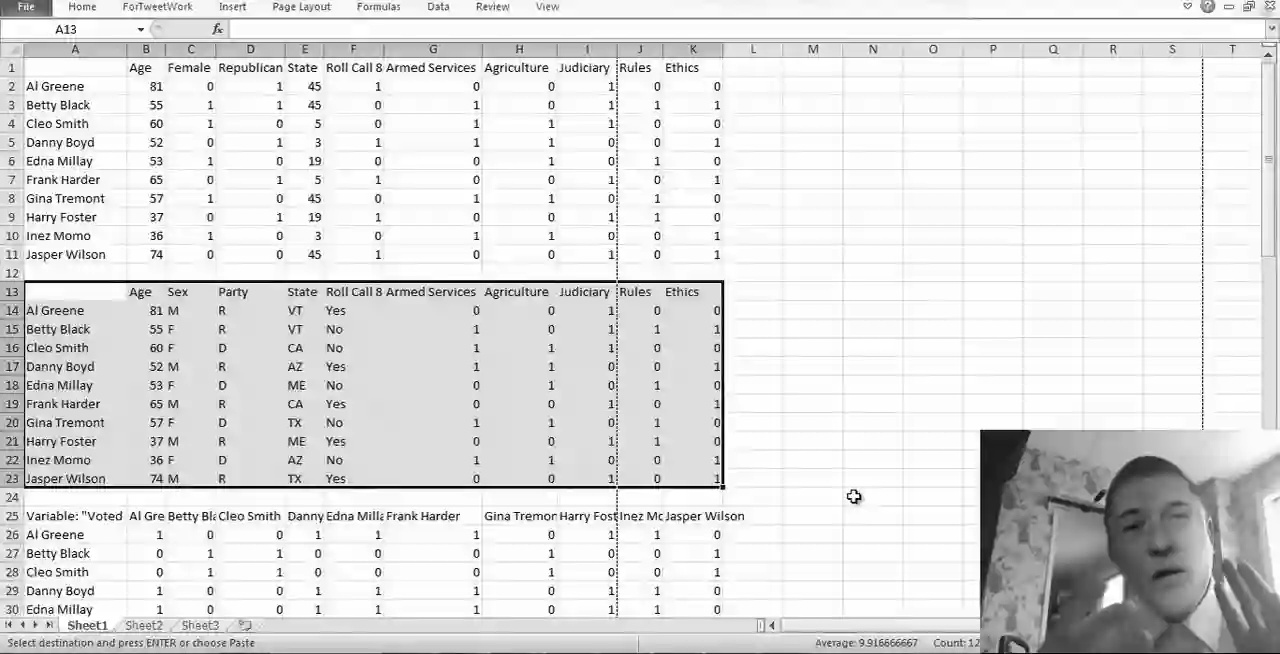 File Home ForTweetWork Insert Page Layout Formulas Data Review View
A13 fx
A B C D E F G H I J K L M N O P Q R S T
1 Age Female Republican State Roll Call 8 Armed Services Agriculture Judiciary Rules Ethics
2 Al Greene 81 0 1 45 1 0 0 1 0 0
3 Betty Black 55 1 1 45 0 1 0 1 1 1
4 Cleo Smith 60 1 0 5 0 1 1 1 0 0
5 Danny Boyd 52 0 1 3 1 1 1 0 0 1
6 Edna Millay 53 1 0 19 0 0 1 0 1 0
7 Frank Harder 65 0 1 5 1 0 0 1 0 1
8 Gina Tremont 57 1 0 45 0 1 1 0 1 0
9 Harry Foster 37 0 1 19 1 0 0 1 1 0
10 Inez Momo 36 1 0 3 0 1 1 0 0 1
11 Jasper Wilson 74 0 0 45 1 0 0 1 0 1
12
13 Age Sex Party State Roll Call 8 Armed Services Agriculture Judiciary Rules Ethics
14 Al Greene 81 M R VT Yes 0 0 1 0 0
15 Betty Black 55 F R VT No 1 0 1 1 1
16 Cleo Smith 60 F D CA No 1 1 1 0 0
17 Danny Boyd 52 M R AZ Yes 1 1 0 0 1
18 Edna Millay 53 F D ME No 0 1 0 1 0
19 Frank Harder 65 M R CA Yes 0 0 1 0 1
20 Gina Tremont 57 F D TX No 1 1 0 1 0
21 Harry Foster 37 M R ME Yes 0 0 1 1 0
22 Inez Momo 36 F D AZ No 1 1 0 0 1
23 Jasper Wilson 74 M R TX Yes 0 0 1 0 1
24
25 Variable: "Voted Al Gre Betty Bl Cleo Smith Danny Edna Mill Frank Harder Gina Tremon Harry Fost Inez Mo Jasper Wilson
26 Al Greene 1 0 0 1 1 1 0 1 1 0
27 Betty Black 0 1 1 0 0 0 1 0 0 1
28 Cleo Smith 0 1 1 0 0 0 1 0 0 1
29 Danny Boyd 1 0 0 1 1 1 0 1 1 0
30 Edna Millay 1 0 0 1 1 1 0 1 1 0
Sheet1 Sheet2 Sheet3
Select destination and press ENTER or choose Paste Average: 9.916666667 Count: 12